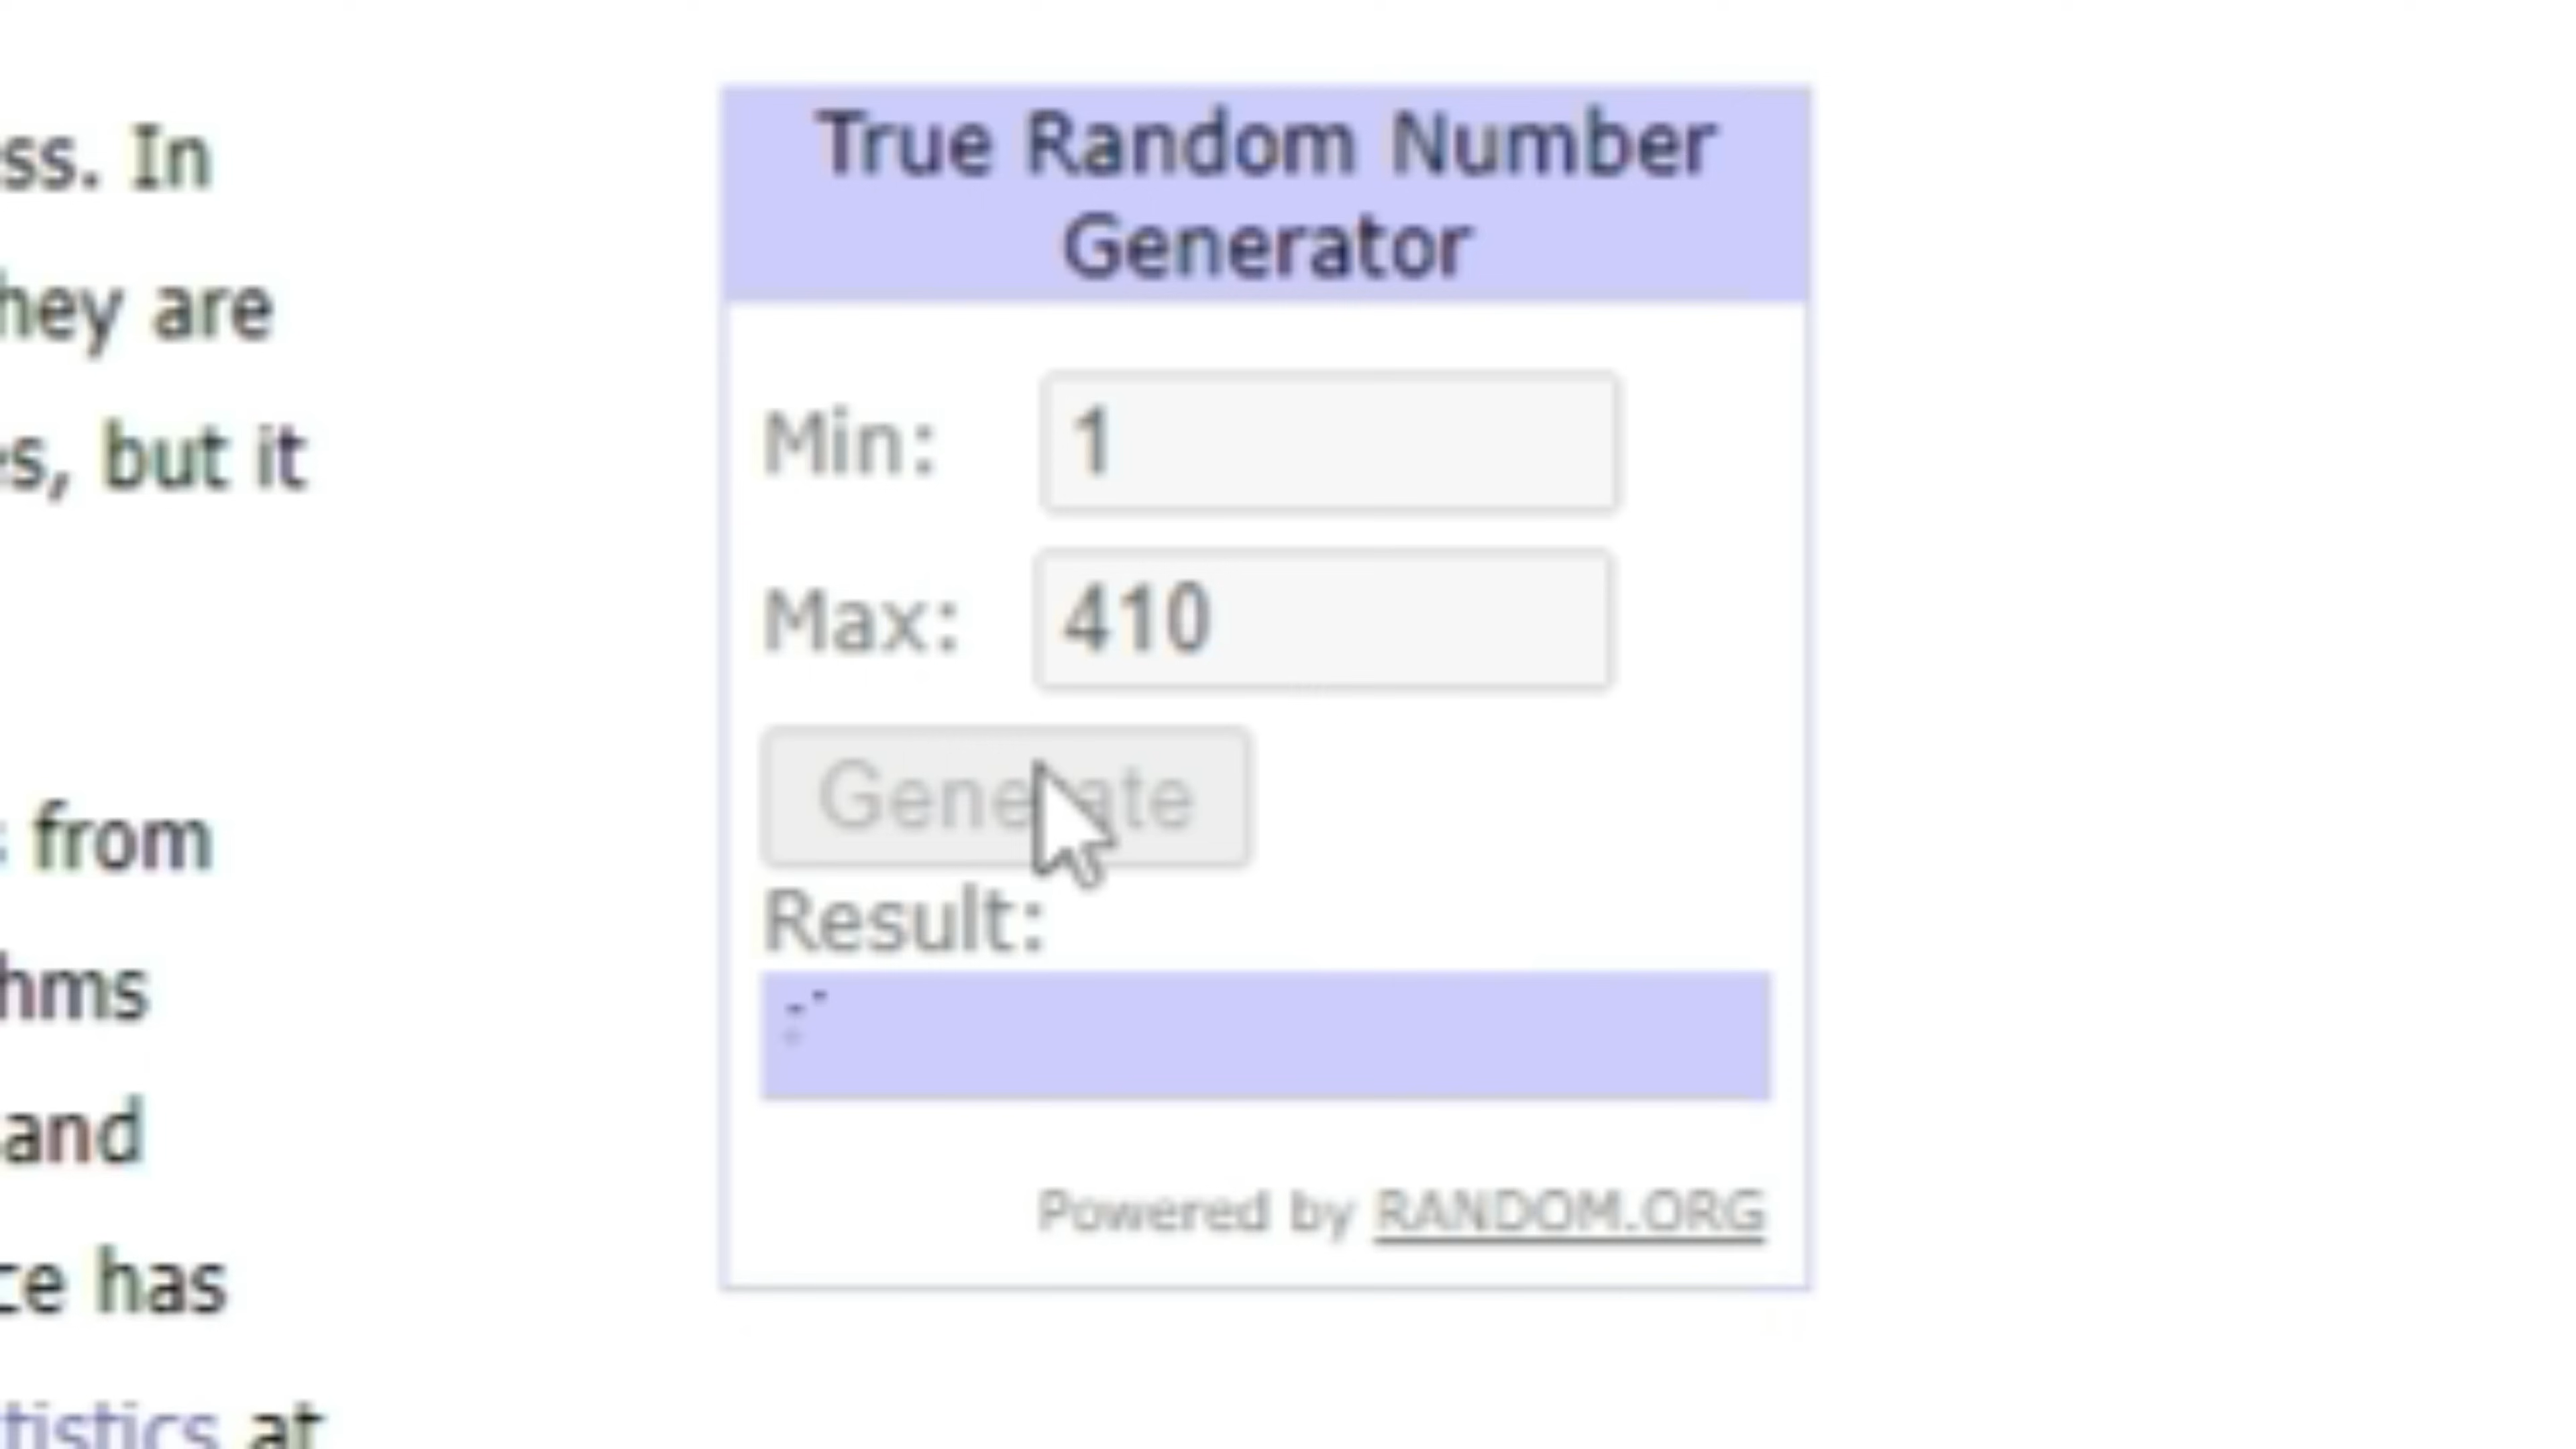 ss. In
hey are
s, but it
from
hms
and
ce has
tistics at
True Random Number
Generator
Min: 1
Max: 410
Generate
Result:
Powered by RANDOM.ORG